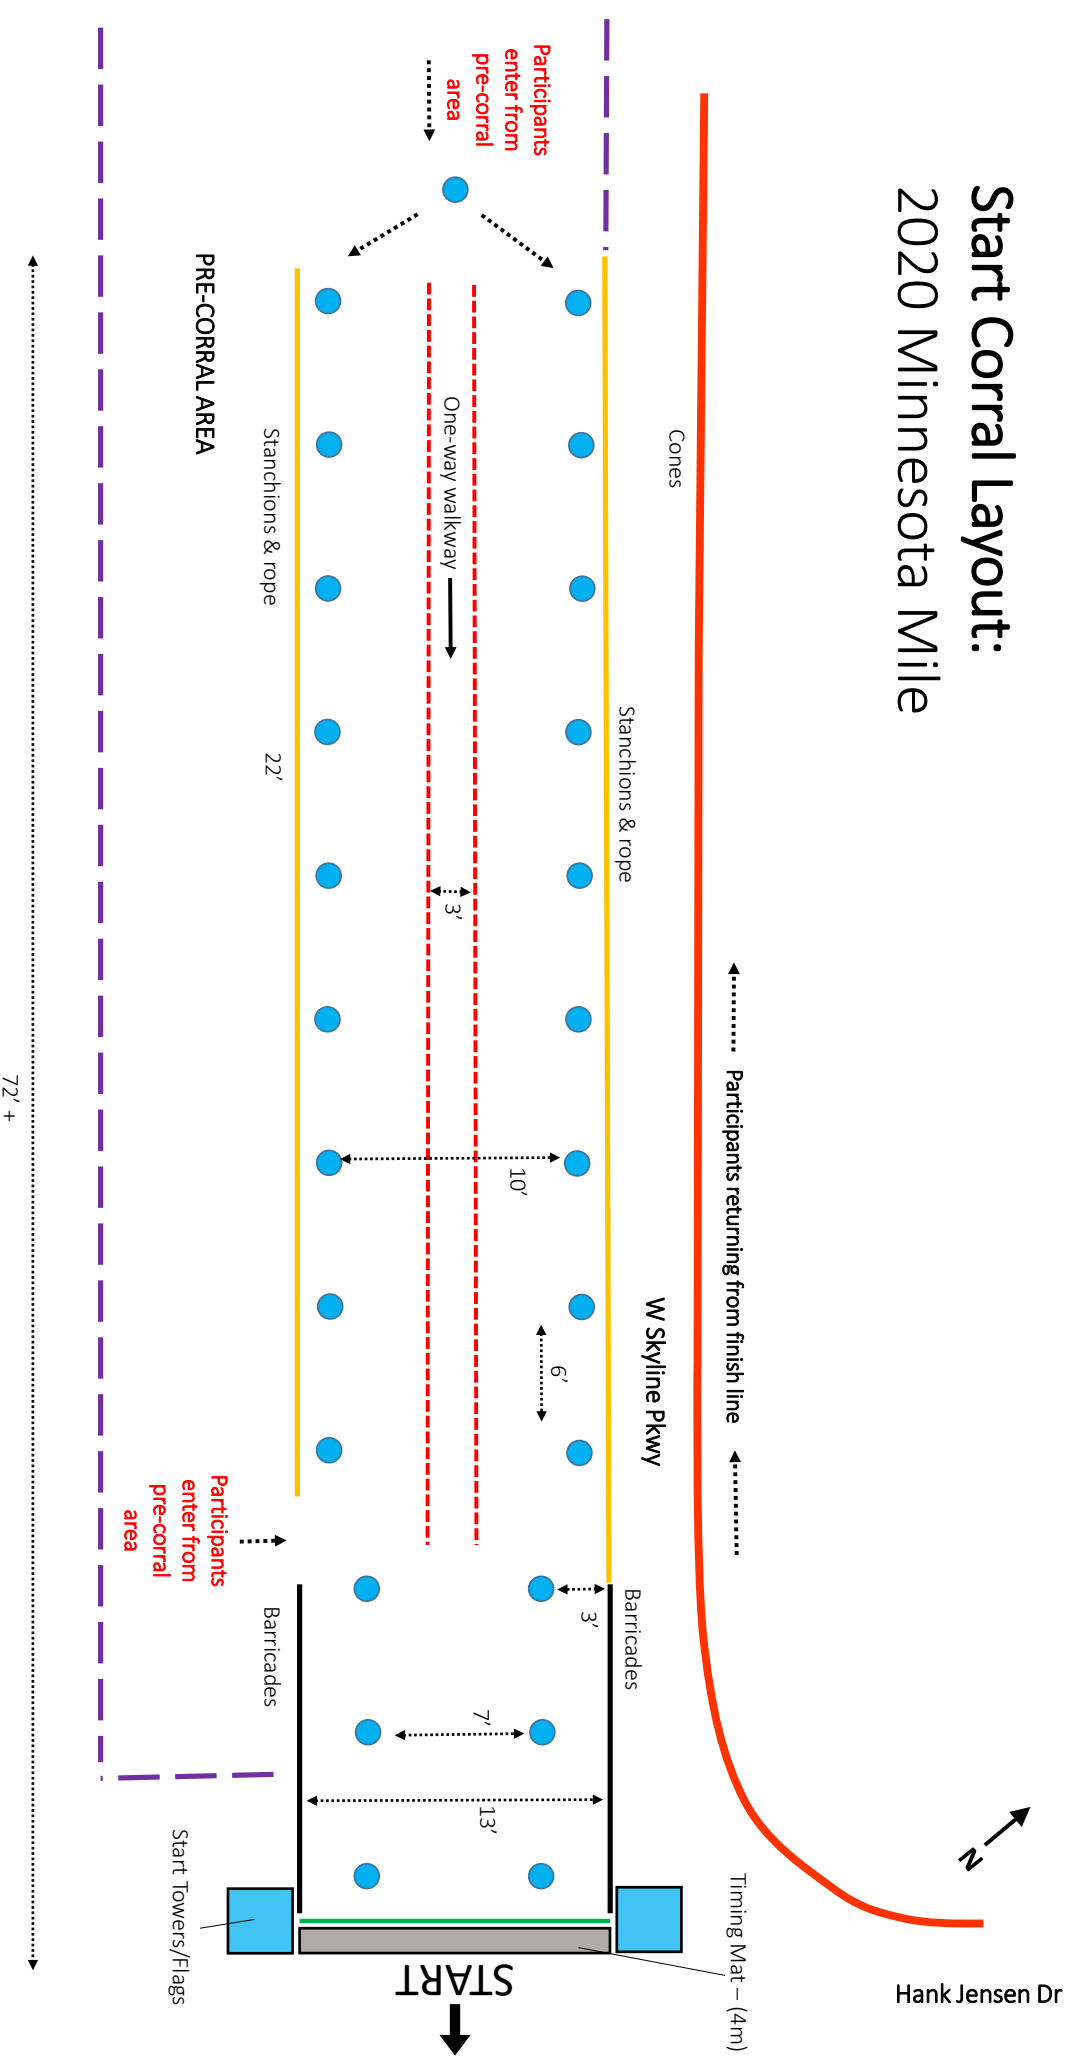 Start Corral Layout:
2020 Minnesota Mile
Participants
enter from
pre-corral
area
Cones
PRE-CORRAL AREA
One-way walkway
Stanchions & rope
Stanchions & rope
22’
3’
Participants returning from finish line
10’
W Skyline Pkwy
6’
72’ +
Participants
enter from
pre-corral
area
Barricades
3’
Barricades
7’
13’
N
Start Towers/Flags
Timing Mat – (4m)
START
Hank Jensen Dr